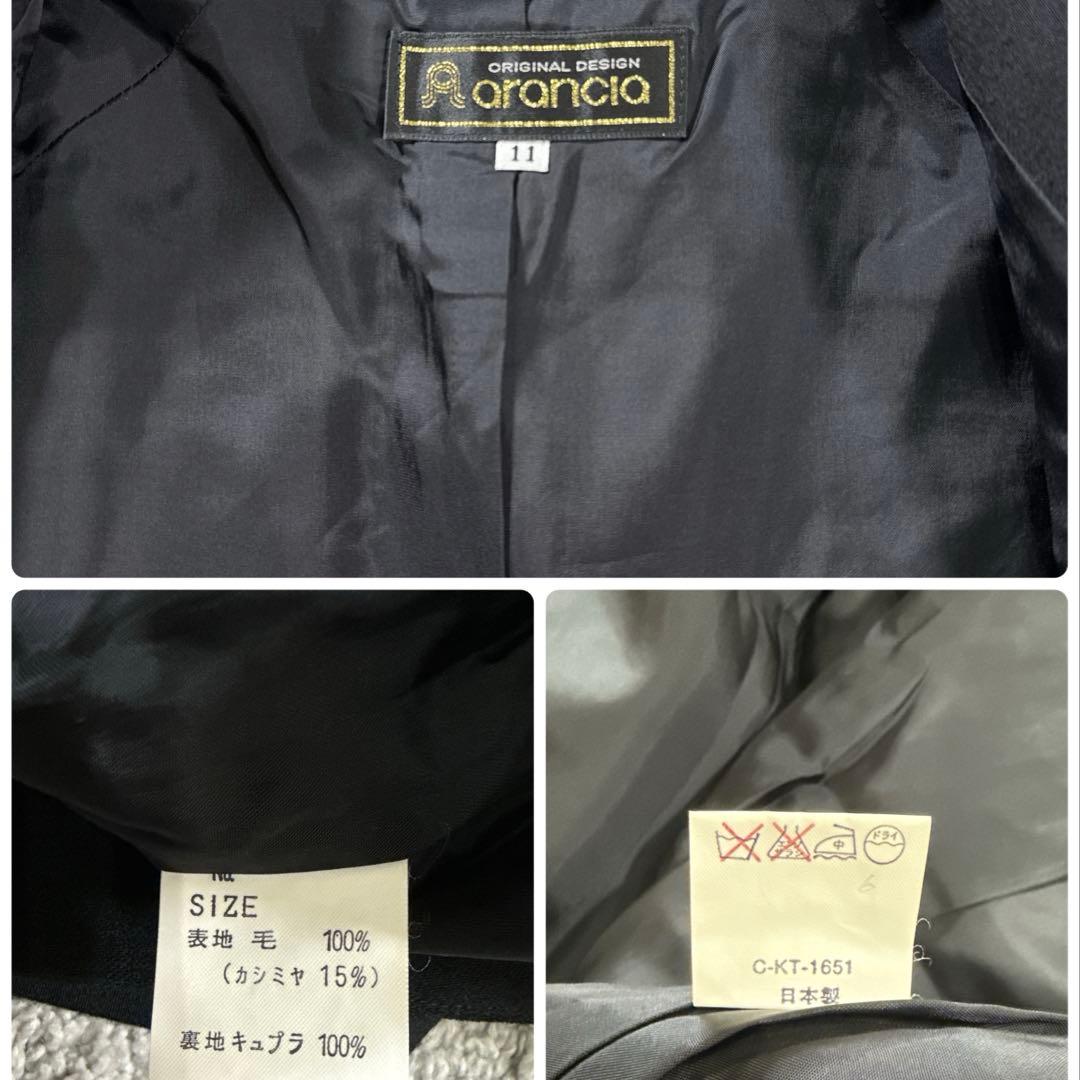 ORIGINAL DESIGN
arancia
11
SIZE
表地 毛 100%
(カシミヤ 15%)
裏地キュプラ 100%
中
ドライ
6
C-KT-1651
日本製